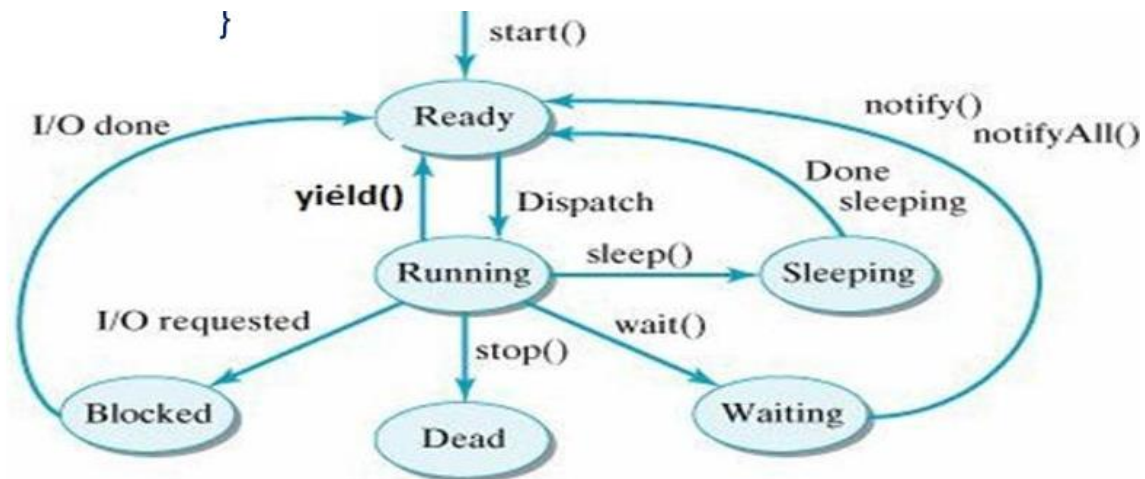 }
start()
Ready
I/O done
notify()
notifyAll()
yield()
Dispatch
Done
sleeping
Running
sleep()
Sleeping
I/O requested
stop()
wait()
Blocked
Dead
Waiting